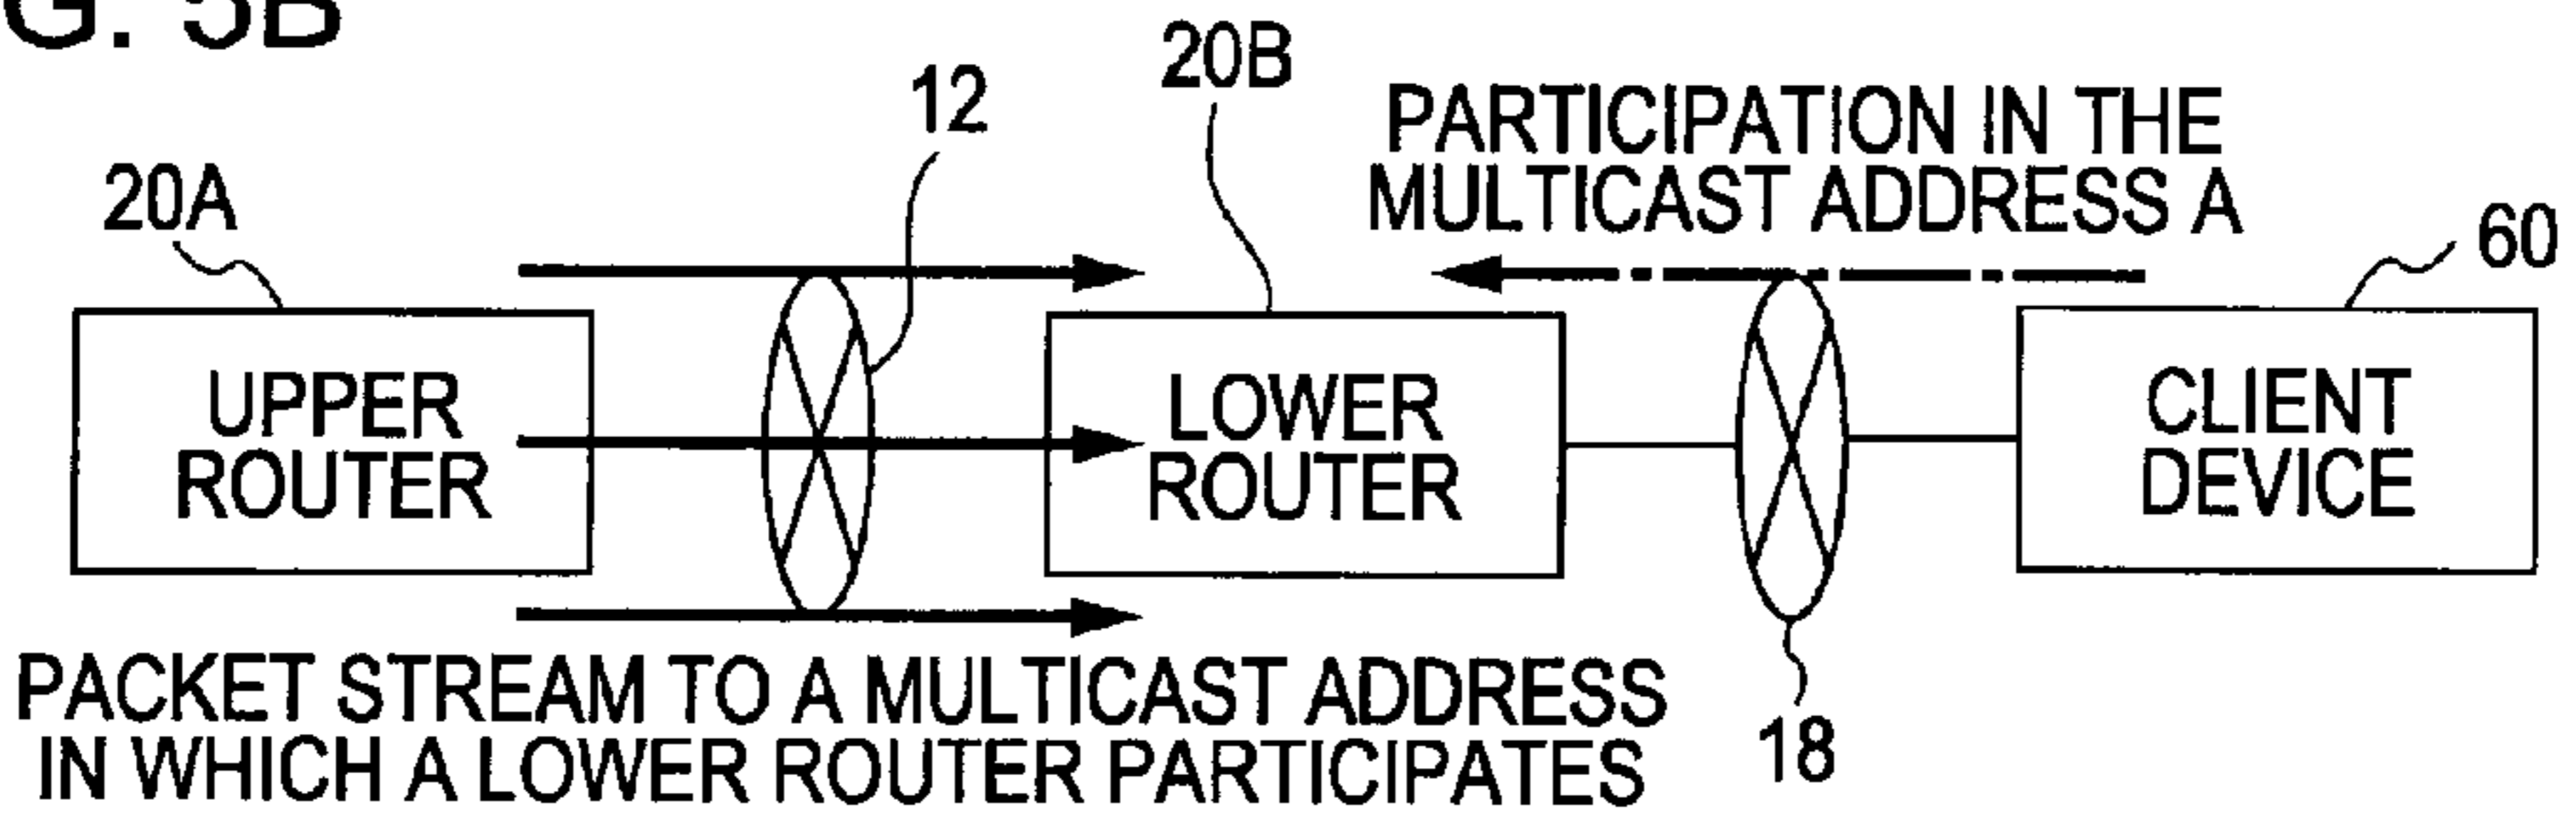 G. 5B
12
20B
PARTICIPATION IN THE
MULTICAST ADDRESS A
20A
60
UPPER
ROUTER
LOWER
ROUTER
CLIENT
DEVICE
PACKET STREAM TO A MULTICAST ADDRESS
IN WHICH A LOWER ROUTER PARTICIPATES
18